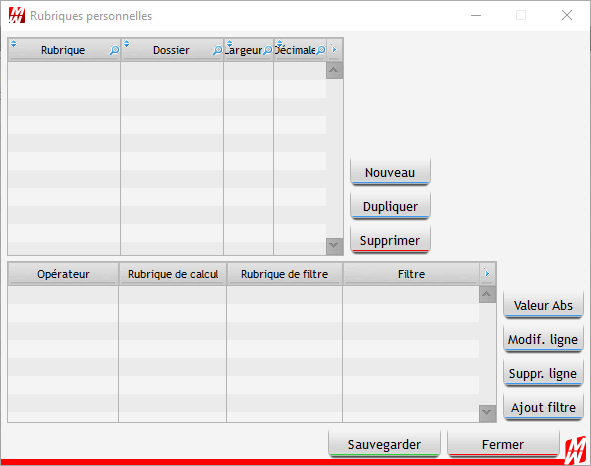 Rubriques personnelles
Rubrique Dossier Largeur Décimale
Nouveau
Dupliquer
Supprimer
Opérateur Rubrique de calcul Rubrique de filtre Filtre
Valeur Abs
Modif. ligne
Suppr. ligne
Ajout filtre
Sauvegarder Fermer